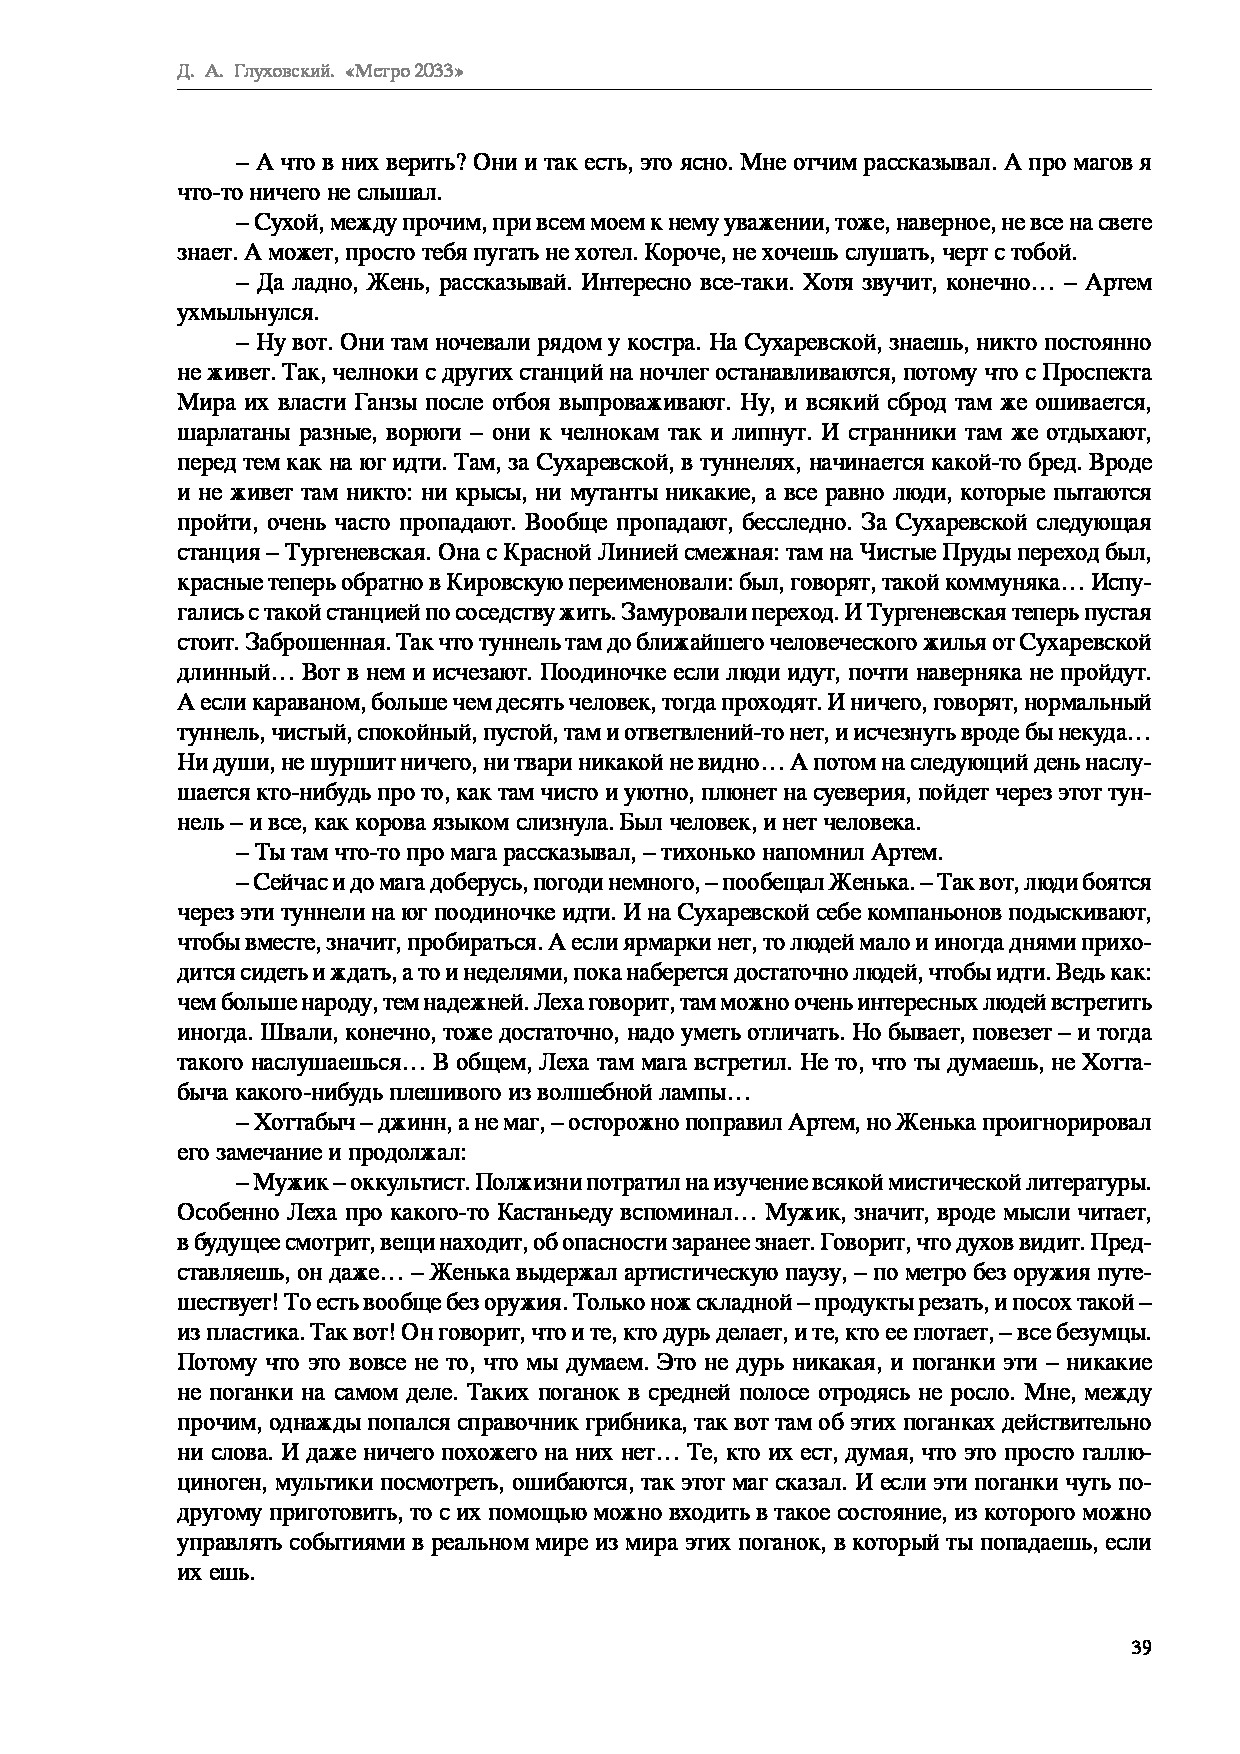 Д. А. Глуховский. «Метро 2033»
– А что в них верить? Они и так есть, это ясно. Мне отчим рассказывал. А про магов я
что-то ничего не слышал.
– Сухой, между прочим, при всем моем к нему уважении, тоже, наверное, не все на свете
знает. А может, просто тебя пугать не хотел. Короче, не хочешь слушать, черт с тобой.
– Да ладно, Жень, рассказывай. Интересно все-таки. Хотя звучит, конечно… – Артем
ухмыльнулся.
– Ну вот. Они там ночевали рядом у костра. На Сухаревской, знаешь, никто постоянно
не живет. Так, челноки с других станций на ночлег останавливаются, потому что с Проспекта
Мира их власти Ганзы после отбоя выпроваживают. Ну, и всякий сброд там же ошивается,
шарлатаны разные, ворюги – они к челнокам так и липнут. И странники там же отдыхают,
перед тем как на юг идти. Там, за Сухаревской, в туннелях, начинается какой-то бред. Вроде
и не живет там никто: ни крысы, ни мутанты никакие, а все равно люди, которые пытаются
пройти, очень часто пропадают. Вообще пропадают, бесследно. За Сухаревской следующая
станция – Тургеневская. Она с Красной Линией смежная: там на Чистые Пруды переход был,
красные теперь обратно в Кировскую переименовали: был, говорят, такой коммуняка… Испу-
гались с такой станцией по соседству жить. Замуровали переход. И Тургеневская теперь пустая
стоит. Заброшенная. Так что туннель там до ближайшего человеческого жилья от Сухаревской
длинный… Вот в нем и исчезают. Поодиночке если люди идут, почти наверняка не пройдут.
А если караваном, больше чем десять человек, тогда проходят. И ничего, говорят, нормальный
туннель, чистый, спокойный, пустой, там и ответвлений-то нет, и исчезнуть вроде бы некуда…
Ни души, не шуршит ничего, ни твари никакой не видно… А потом на следующий день наслу-
шается кто-нибудь про то, как там чисто и уютно, плюнет на суеверия, пойдет через этот тун-
нель – и все, как корова языком слизнула. Был человек, и нет человека.
– Ты там что-то про мага рассказывал, – тихонько напомнил Артем.
– Сейчас и до мага доберусь, погоди немного, – пообещал Женька. – Так вот, люди боятся
через эти туннели на юг поодиночке идти. И на Сухаревской себе компаньонов подыскивают,
чтобы вместе, значит, пробираться. А если ярмарки нет, то людей мало и иногда днями прихо-
дится сидеть и ждать, а то и неделями, пока наберется достаточно людей, чтобы идти. Ведь как:
чем больше народу, тем надежней. Леха говорит, там можно очень интересных людей встретить
иногда. Швали, конечно, тоже достаточно, надо уметь отличать. Но бывает, повезет – и тогда
такого наслушаешься… В общем, Леха там мага встретил. Не то, что ты думаешь, не Хотта-
быча какого-нибудь плешивого из волшебной лампы…
– Хоттабыч – джинн, а не маг, – осторожно поправил Артем, но Женька проигнорировал
его замечание и продолжал:
– Мужик – оккультист. Полжизни потратил на изучение всякой мистической литературы.
Особенно Леха про какого-то Кастаньеду вспоминал… Мужик, значит, вроде мысли читает,
в будущее смотрит, вещи находит, об опасности заранее знает. Говорит, что духов видит. Пред-
ставляешь, он даже… – Женька выдержал артистическую паузу, – по метро без оружия путе-
шествует! То есть вообще без оружия. Только нож складной – продукты резать, и посох такой –
из пластика. Так вот! Он говорит, что и те, кто дурь делает, и те, кто ее глотает, – все безумцы.
Потому что это вовсе не то, что мы думаем. Это не дурь никакая, и поганки эти – никакие
не поганки на самом деле. Таких поганок в средней полосе отродясь не росло. Мне, между
прочим, однажды попался справочник грибника, так вот там об этих поганках действительно
ни слова. И даже ничего похожего на них нет… Те, кто их ест, думая, что это просто галлю-
циноген, мультики посмотреть, ошибаются, так этот маг сказал. И если эти поганки чуть по-
другому приготовить, то с их помощью можно входить в такое состояние, из которого можно
управлять событиями в реальном мире из мира этих поганок, в который ты попадаешь, если
их ешь.
39